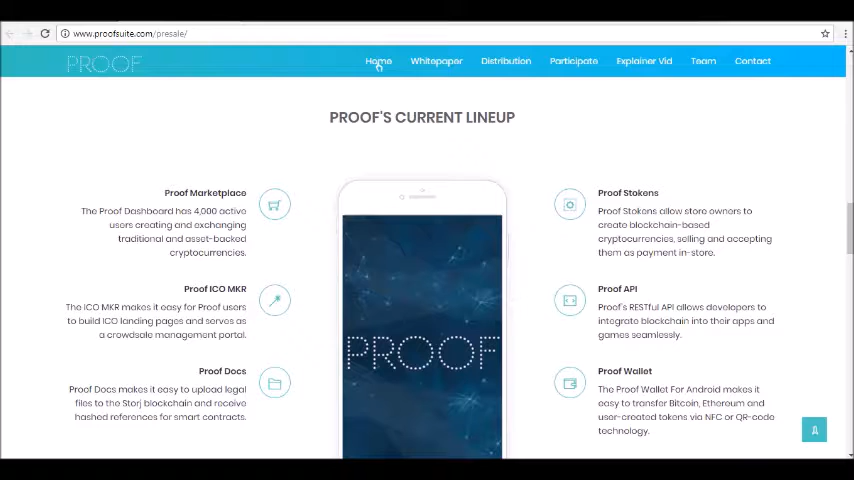 www.proofsuite.com/presale/
PROOF
Home
Whitepaper
Distribution
Participate
Explainer Vid
Team
Contact
PROOF'S CURRENT LINEUP
Proof Marketplace
The Proof Dashboard has 4,000 active
users creating and exchanging
traditional and asset-backed
cryptocurrencies.
Proof ICO MKR
The ICO MKR makes it easy for Proof users
to build ICO landing pages and serves as
a crowdsale management portal.
Proof Docs
Proof Docs makes it easy to upload legal
files to the Storj blockchain and receive
hashed references for smart contracts.
PROOF
Proof Stokens
Proof Stokens allow store owners to
create blockchain-based
cryptocurrencies, selling and accepting
them as payment in-store.
Proof API
Proof's RESTful API allows developers to
integrate blockchain into their apps and
games seamlessly.
Proof Wallet
The Proof Wallet For Android makes it
easy to transfer Bitcoin, Ethereum and
user-created tokens via NFC or QR-code
technology.